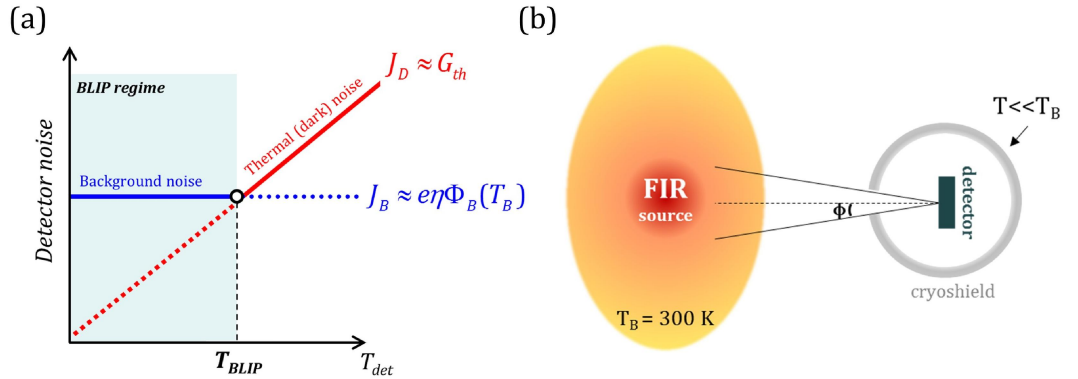 (a)
BLIP regime
Detector noise
Background noise
Thermal (dark) noise
J_D ≈ G_th
J_B ≈ eηΦ_B(T_B)
T_BLIP
T_det
(b)
FIR
source
T_B = 300 K
ϕ
T<<T_B
detector
cryoshield